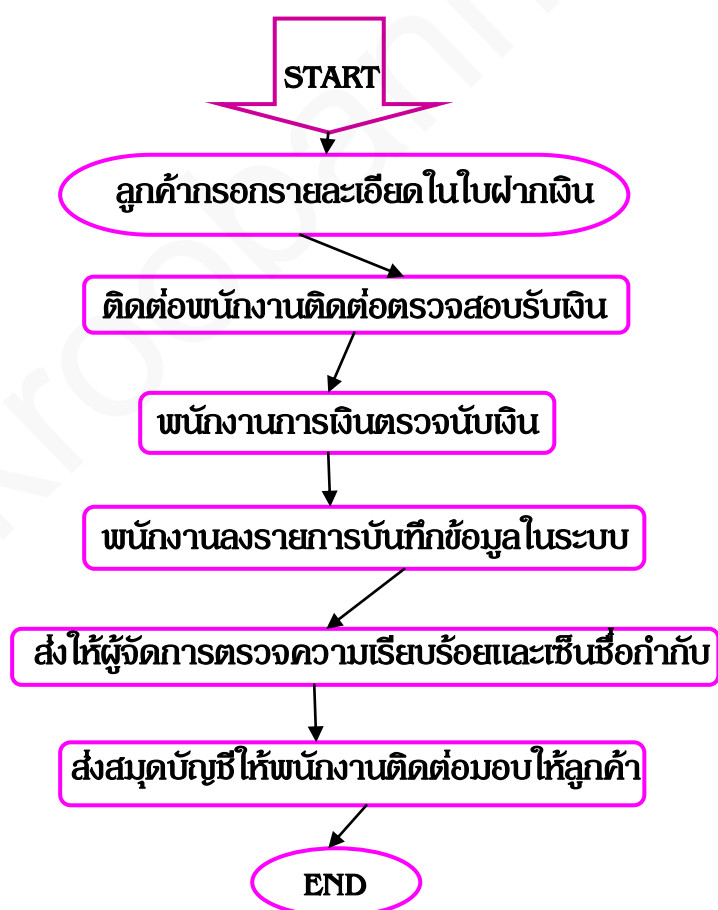 START
ลูกค้ากรอกรายละเอียดในใบฝากเงิน
ติดต่อพนักงานติดต่อตรวจสอบรับเงิน
พนักงานการเงินตรวจนับเงิน
พนักงานลงรายการบันทึกข้อมูลในระบบ
ส่งให้ผู้จัดการตรวจความเรียบร้อยและเซ็นชื่อกำกับ
ส่งสมุดบัญชีให้พนักงานติดต่อมอบให้ลูกค้า
END